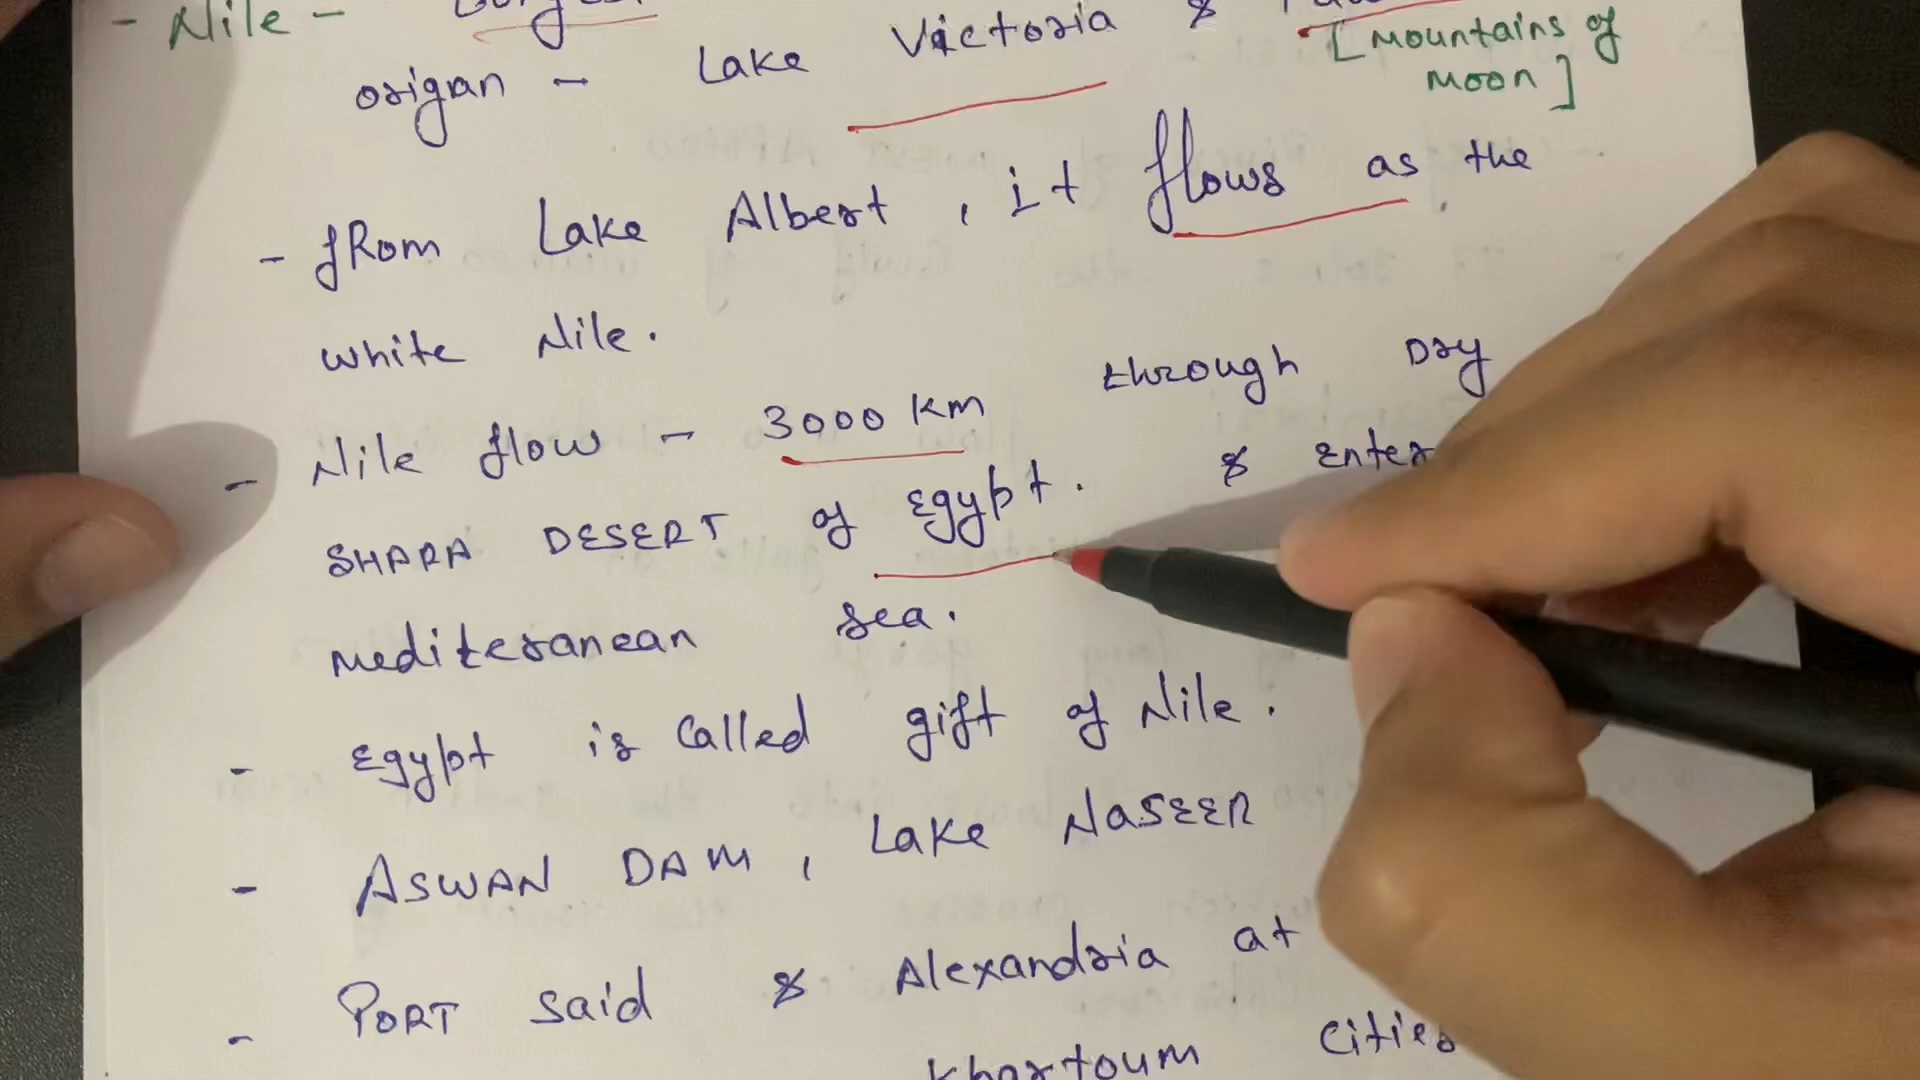 - Nile -
origan - Lake Victoria &
[Mountains of
Moon]
- from Lake Albert, it flows as the
white Nile.
- Nile flow - 3000 km through Dry
SHARA DESERT of Egypt. & enter
mediteranean sea.
- Egypt is called gift of Nile.
- ASWAN DAM, Lake NASEER
- PORT said & Alexandria at
Khartoum cities